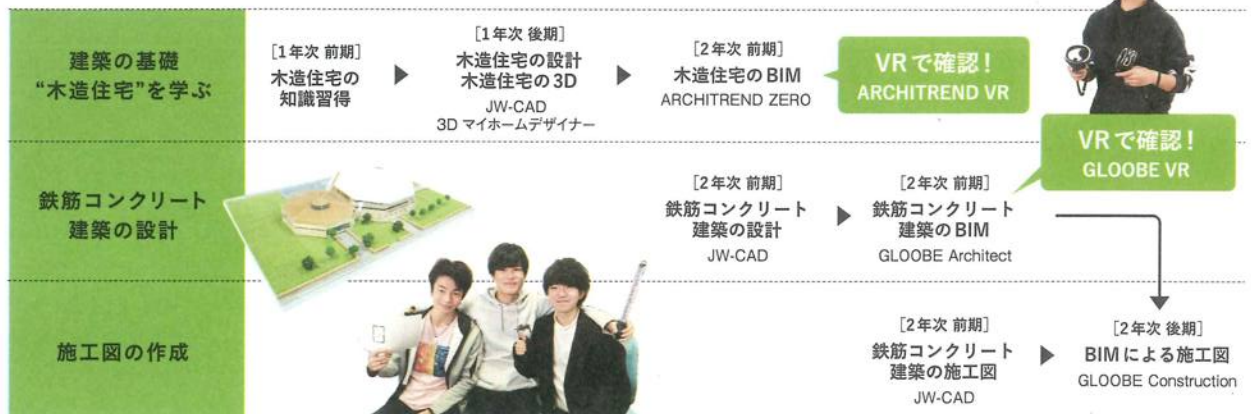 建築の基礎
“木造住宅”を学ぶ
[1年次 前期]
木造住宅の
知識習得
▶
[1年次 後期]
木造住宅の設計
木造住宅の3D
JW-CAD
3D マイホームデザイナー
▶
[2年次 前期]
木造住宅のBIM
ARCHITREND ZERO
VRで確認！
ARCHITREND VR
鉄筋コンクリート
建築の設計
[2年次 前期]
鉄筋コンクリート
建築の設計
JW-CAD
▶
[2年次 前期]
鉄筋コンクリート
建築のBIM
GLOOBE Architect
VRで確認！
GLOOBE VR
施工図の作成
[2年次 前期]
鉄筋コンクリート
建築の施工図
JW-CAD
▶
[2年次 後期]
BIMによる施工図
GLOOBE Construction